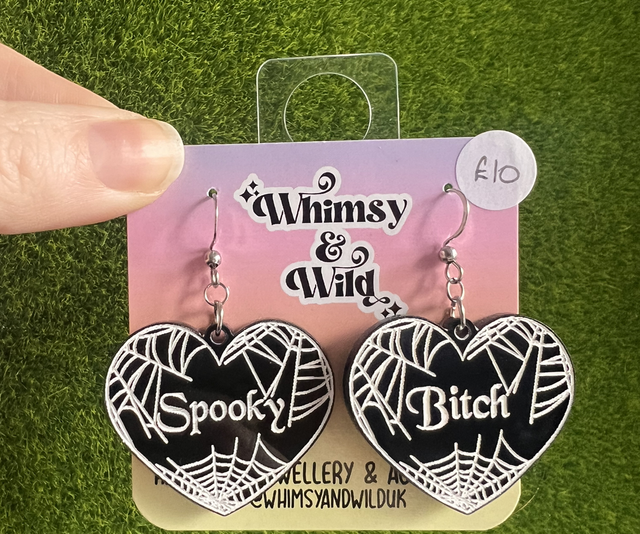 Whimsy
&
Wild
£10
Spooky
Bitch
& 
@WHIMSYANDWILDUK